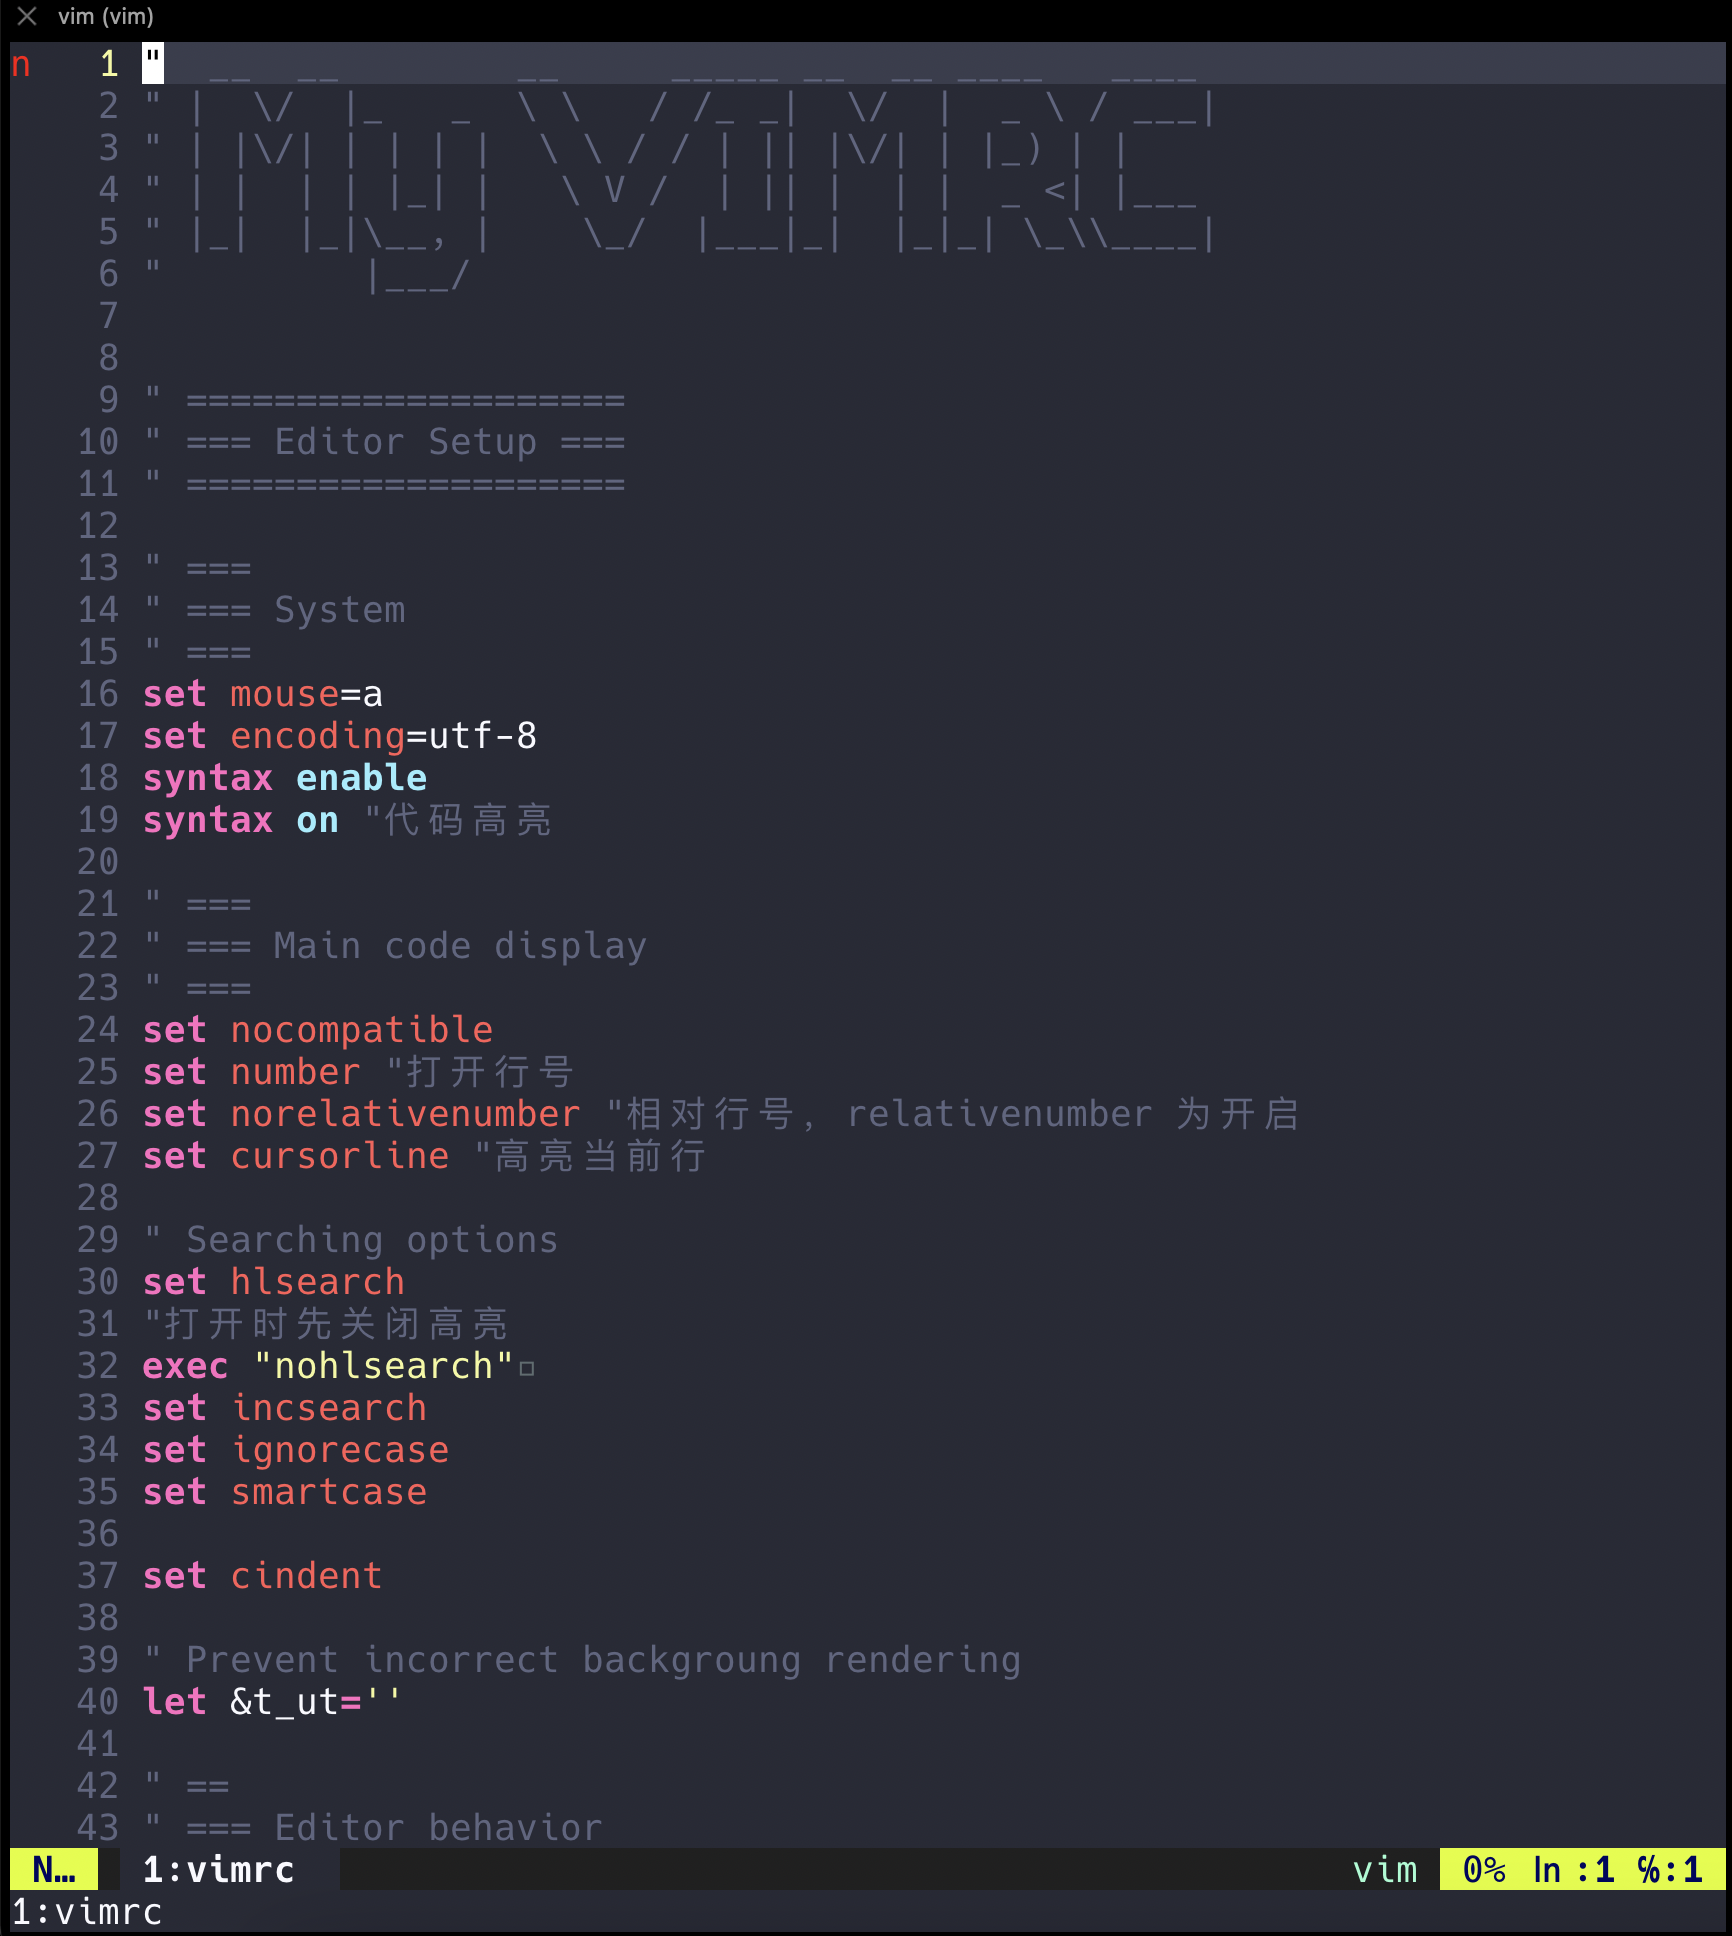 vim (vim)
n 1 "  __  __        __     _____ __  __ ____   ____
2 " |  \/  |_   _  \ \   / /_ _|  \/  |  _ \ / ___|
3 " | |\/| | | | |  \ \ / / | || |\/| | |_) | |
4 " | |  | | |_| |   \ V /  | || |  | |  _ <| |___
5 " |_|  |_|\__, |    \_/  |___|_|  |_|_| \_\\____|
6 "         |___/
7
8
9 " ====================
10 " === Editor Setup ===
11 " ====================
12
13 " ===
14 " === System
15 " ===
16 set mouse=a
17 set encoding=utf-8
18 syntax enable
19 syntax on "代码高亮
20
21 " ===
22 " === Main code display
23 " ===
24 set nocompatible
25 set number "打开行号
26 set norelativenumber "相对行号, relativenumber 为开启
27 set cursorline "高亮当前行
28
29 " Searching options
30 set hlsearch
31 "打开时先关闭高亮
32 exec "nohlsearch"▫
33 set incsearch
34 set ignorecase
35 set smartcase
36
37 set cindent
38
39 " Prevent incorrect backgroung rendering
40 let &t_ut=''
41
42 " ==
43 " === Editor behavior
N… 1:vimrc vim 0% ln :1 ℅:1
1:vimrc